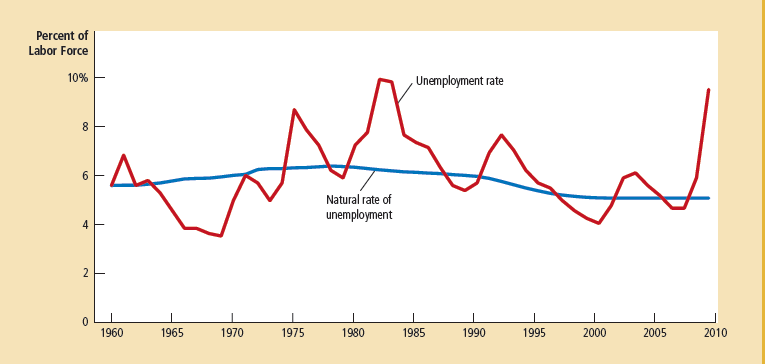 Percent of
Labor Force
10%
Unemployment rate
8
6
Natural rate of
unemployment
4
2
0
1960 1965 1970 1975 1980 1985 1990 1995 2000 2005 2010